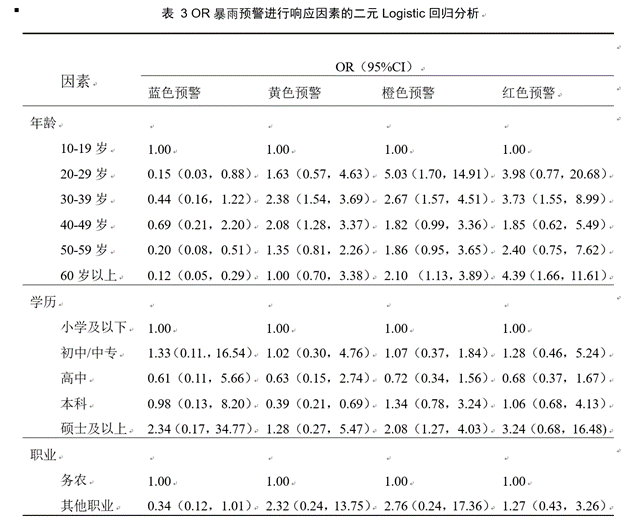 表 3 OR 暴雨预警进行响应因素的二元 Logistic 回归分析
因素 OR（95%CI）
蓝色预警 黄色预警 橙色预警 红色预警
年龄
10-19 岁 1.00 1.00 1.00 1.00
20-29 岁 0.15（0.03，0.88） 1.63（0.57，4.63） 5.03（1.70，14.91） 3.98（0.77，20.68）
30-39 岁 0.44（0.16，1.22） 2.38（1.54，3.69） 2.67（1.57，4.51） 3.73（1.55，8.99）
40-49 岁 0.69（0.21，2.20） 2.08（1.28，3.37） 1.82（0.99，3.36） 1.85（0.62，5.49）
50-59 岁 0.20（0.08，0.51） 1.35（0.81，2.26） 1.86（0.95，3.65） 2.40（0.75，7.62）
60 岁以上 0.12（0.05，0.29） 1.00（0.70，3.38） 2.10 （1.13，3.89） 4.39（1.66，11.61）
学历
小学及以下 1.00 1.00 1.00 1.00
初中/中专 1.33（0.11.，16.54） 1.02（0.30，4.76） 1.07（0.37，1.84） 1.28（0.46，5.24）
高中 0.61（0.11，5.66） 0.63（0.15，2.74） 0.72（0.34，1.56） 0.68（0.37，1.67）
本科 0.98（0.13，8.20） 0.39（0.21，0.69） 1.34（0.78，3.24） 1.06（0.68，4.13）
硕士及以上 2.34（0.17，34.77） 1.28（0.27，5.47） 2.08（1.27，4.03） 3.24（0.68，16.48)
职业
务农 1.00 1.00 1.00 1.00
其他职业 0.34（0.12，1.01） 2.32（0.24，13.75） 2.76（0.24，17.36） 1.27（0.43，3.26）